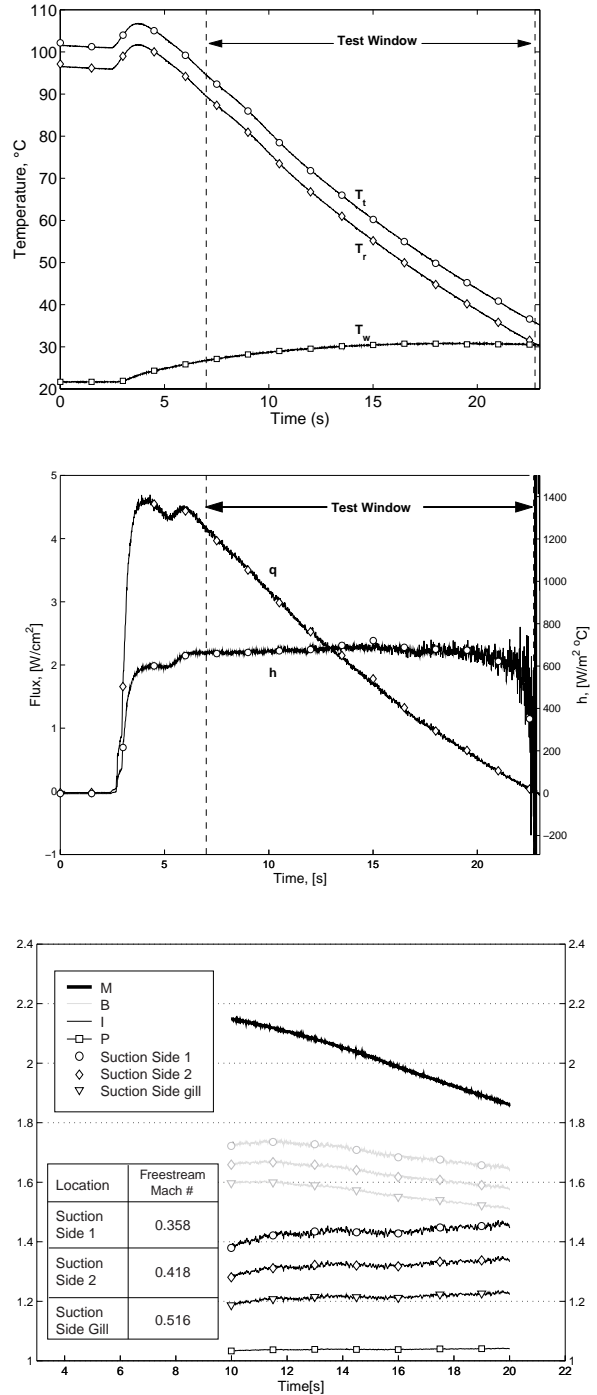 110
100
90
80
70
60
50
40
30
20
Temperature, °C
Test Window
T_t
T_r
T_w
0 5 10 15 20
Time (s)
5
4
3
2
1
0
−1
Flux, [W/cm²]
Test Window
q
h
1400
1200
1000
800
600
400
200
0
−200
h, [W/m² °C]
0 5 10 15 20
Time, [s]
2.4 2.4
2.2 2.2
2 2
1.8 1.8
1.6 1.6
1.4 1.4
1.2 1.2
1 1
M
B
I
P
Suction Side 1
Suction Side 2
Suction Side gill
Location Freestream Mach #
Suction Side 1 0.358
Suction Side 2 0.418
Suction Side Gill 0.516
4 6 8 10 12 14 16 18 20 22
Time[s]